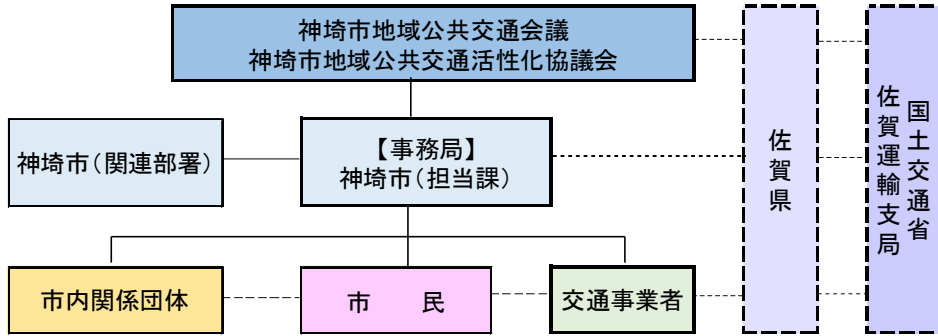 神埼市地域公共交通会議
神埼市地域公共交通活性化協議会
神埼市（関連部署）
【事務局】
神埼市（担当課）
市内関係団体
市　民
交通事業者
佐賀県
国土交通省
佐賀運輸支局